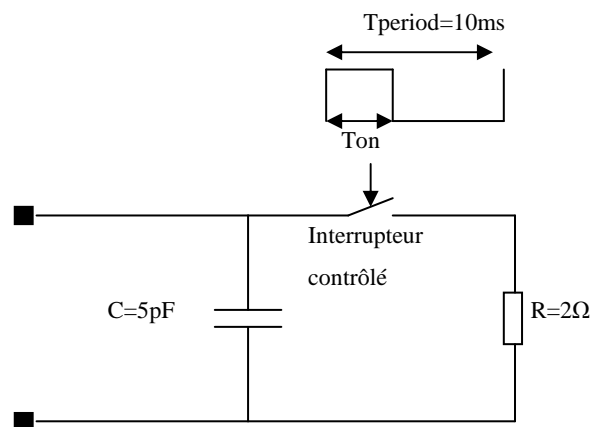 Tperiod=10ms
Ton
Interrupteur
contrôlé
C=5pF
R=2Ω